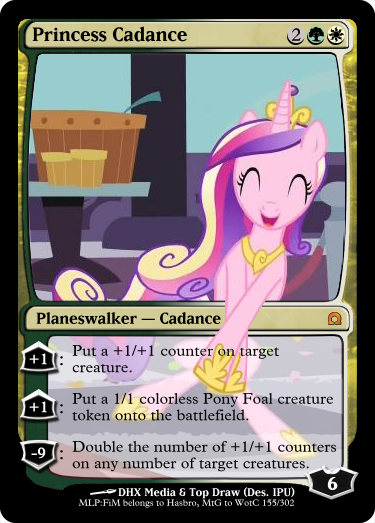 Princess Cadance 2
Planeswalker — Cadance
+1: Put a +1/+1 counter on target
creature.
+1: Put a 1/1 colorless Pony Foal creature
token onto the battlefield.
-9: Double the number of +1/+1 counters
on any number of target creatures.
6
DHX Media & Top Draw (Des. IPU)
MLP:FiM belongs to Hasbro, MtG to WotC 155/302